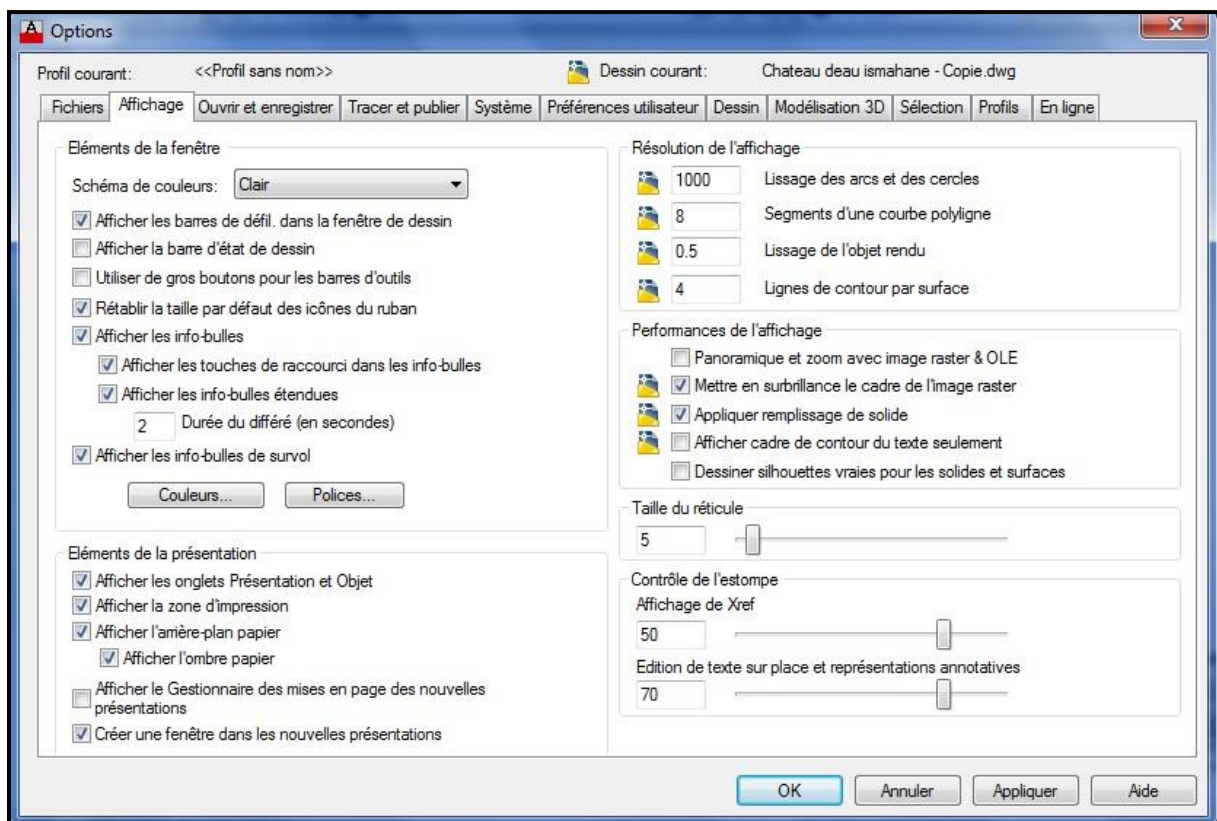 Options
Profil courant: <<Profil sans nom>> Dessin courant: Chateau deau ismahane - Copie.dwg
Fichiers Affichage Ouvrir et enregistrer Tracer et publier Système Préférences utilisateur Dessin Modélisation 3D Sélection Profils En ligne
Eléments de la fenêtre
Schéma de couleurs: Clair
Afficher les barres de défil. dans la fenêtre de dessin
Afficher la barre d'état de dessin
Utiliser de gros boutons pour les barres d'outils
Rétablir la taille par défaut des icônes du ruban
Afficher les info-bulles
Afficher les touches de raccourci dans les info-bulles
Afficher les info-bulles étendues
2 Durée du différé (en secondes)
Afficher les info-bulles de survol
Couleurs... Polices...
Eléments de la présentation
Afficher les onglets Présentation et Objet
Afficher la zone d'impression
Afficher l'arrière-plan papier
Afficher l'ombre papier
Afficher le Gestionnaire des mises en page des nouvelles
présentations
Créer une fenêtre dans les nouvelles présentations
Résolution de l'affichage
1000 Lissage des arcs et des cercles
8 Segments d'une courbe polyligne
0.5 Lissage de l'objet rendu
4 Lignes de contour par surface
Performances de l'affichage
Panoramique et zoom avec image raster & OLE
Mettre en surbrillance le cadre de l'image raster
Appliquer remplissage de solide
Afficher cadre de contour du texte seulement
Dessiner silhouettes vraies pour les solides et surfaces
Taille du réticule
5
Contrôle de l'estompe
Affichage de Xref
50
Edition de texte sur place et représentations annotatives
70
OK Annuler Appliquer Aide